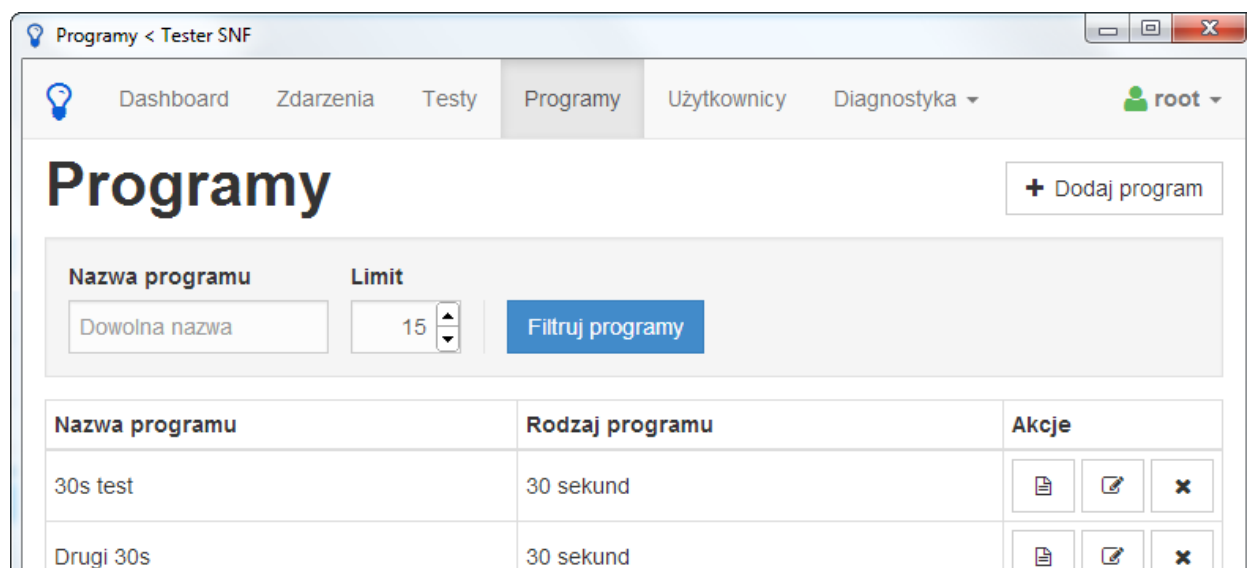 Programy < Tester SNF
Dashboard Zdarzenia Testy Programy Użytkownicy Diagnostyka root
Programy
Dodaj program
Nazwa programu Limit
Dowolna nazwa 15 Filtruj programy
Nazwa programu Rodzaj programu Akcje
30s test 30 sekund
Drugi 30s 30 sekund